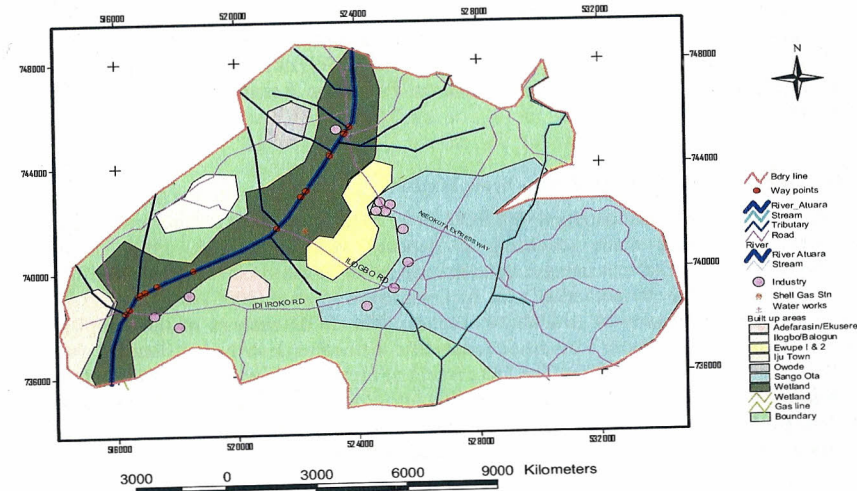 516000 520000 524000 528000 532000
748000 748000
744000 744000
740000 740000
736000 736000
516000 520000 524000 528000 532000
N
ILOGBO RD
IDI IROKO RD
Bdry line
Way points
River_Atuara
Stream
Tributary
Road
River
River Atuara
Stream
Industry
Shell Gas Stn
Water works
Built up areas
Adefarasin/Ekusere
Ilogbo/Balogun
Ewupe I & 2
Iju Town
Owode
Sango Ota
Wetland
Wetland
Gas line
Boundary
3000 0 3000 6000 9000 Kilometers